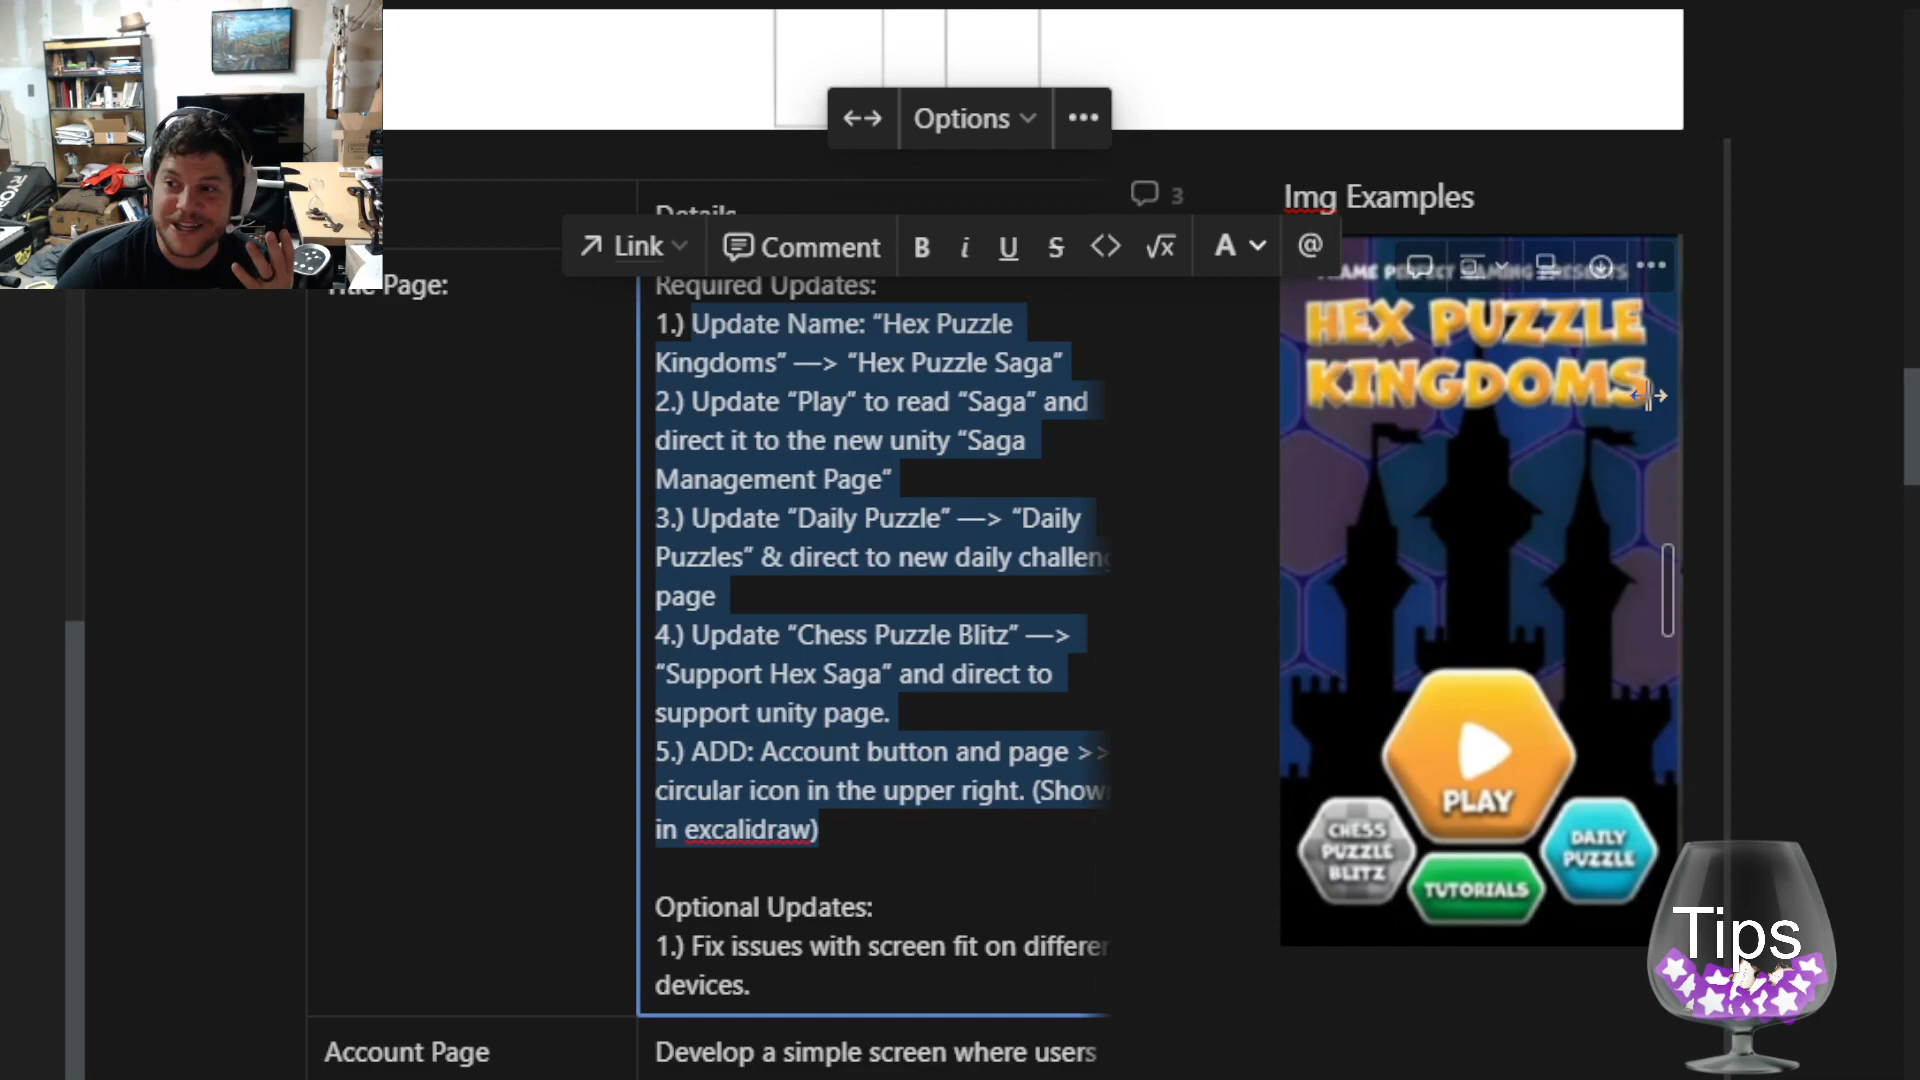 Options
3
Img Examples
Details
Link
Comment
B
i
U
S
<>
√x
A
@
Page:
Required Updates:
1.) Update Name: “Hex Puzzle
Kingdoms” —> “Hex Puzzle Saga”
2.) Update “Play” to read “Saga” and
direct it to the new unity “Saga
Management Page”
3.) Update “Daily Puzzle” —> “Daily
Puzzles” & direct to new daily challeng
page
4.) Update “Chess Puzzle Blitz” —>
“Support Hex Saga” and direct to
support unity page.
5.) ADD: Account button and page >>
circular icon in the upper right. (Shown
in excalidraw)
Optional Updates:
1.) Fix issues with screen fit on differen
devices.
Account Page
Develop a simple screen where users
HEX PUZZLE
KINGDOMS
PLAY
CHESS
PUZZLE
BLITZ
DAILY
PUZZLE
TUTORIALS
Tips
RYOBI